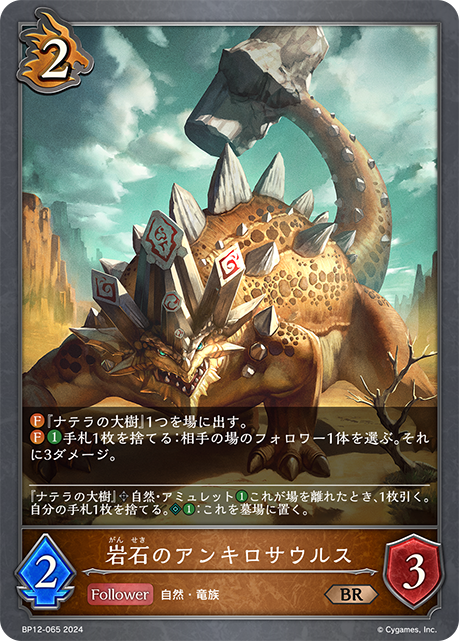 2
Ⓕ『ナテラの大樹』1つを場に出す。
Ⓕ①手札1枚を捨てる：相手の場のフォロワー1体を選ぶ。それ
に3ダメージ。
『ナテラの大樹』⁘自然・アミュレット①これが場を離れたとき、1枚引く。
自分の手札1枚を捨てる。◈①：これを墓場に置く。
がんせき
岩石のアンキロサウルス
2
Follower 自然・竜族
BR
3
BP12-065 2024
© Cygames, Inc.